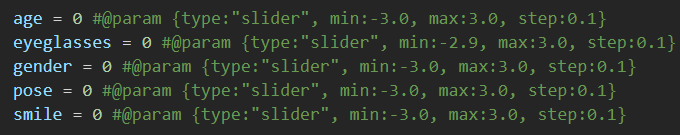 age = 0 #@param {type:"slider", min:-3.0, max:3.0, step:0.1}
eyeglasses = 0 #@param {type:"slider", min:-2.9, max:3.0, step:0.1}
gender = 0 #@param {type:"slider", min:-3.0, max:3.0, step:0.1}
pose = 0 #@param {type:"slider", min:-3.0, max:3.0, step:0.1}
smile = 0 #@param {type:"slider", min:-3.0, max:3.0, step:0.1}